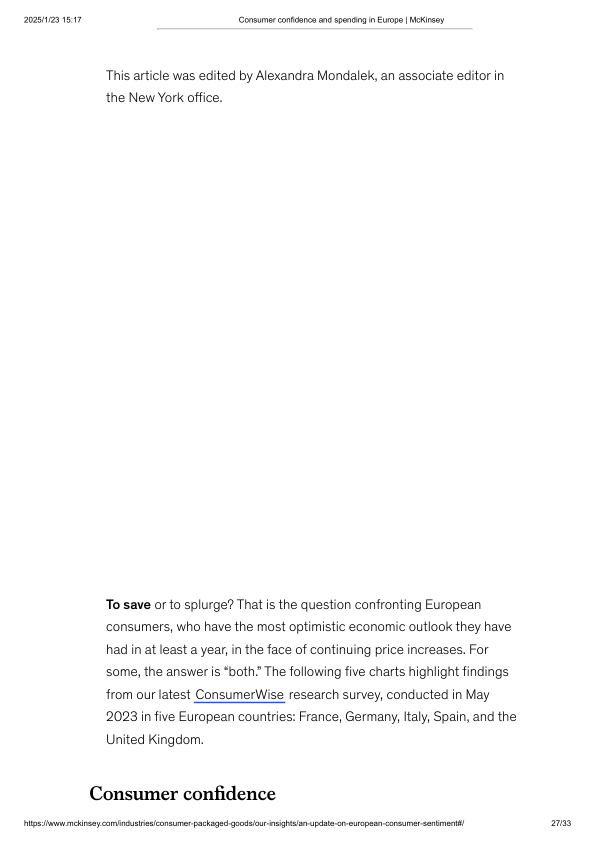 2025/1/23 15:17
Consumer confidence and spending in Europe | McKinsey
This article was edited by Alexandra Mondalek, an associate editor in
the New York office.
To save or to splurge? That is the question confronting European
consumers, who have the most optimistic economic outlook they have
had in at least a year, in the face of continuing price increases. For
some, the answer is “both.” The following five charts highlight findings
from our latest ConsumerWise research survey, conducted in May
2023 in five European countries: France, Germany, Italy, Spain, and the
United Kingdom.
Consumer confidence
https://www.mckinsey.com/industries/consumer-packaged-goods/our-insights/an-update-on-european-consumer-sentiment#/
27/33